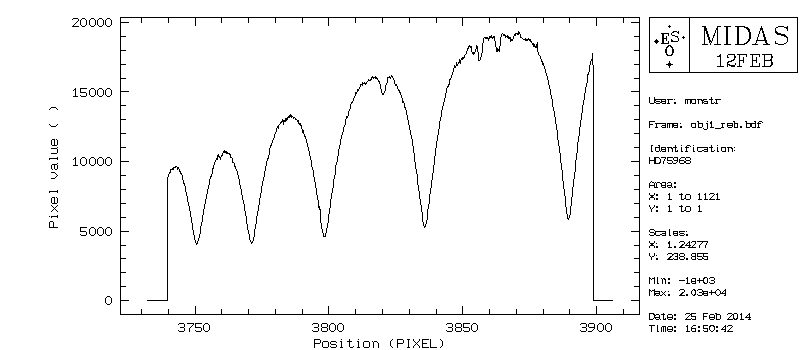 20000
15000
10000
5000
0
Pixel value ( )
3750 3800 3850 3900
Position (PIXEL)
ESO
MIDAS
12FEB
User: monstr
Frame: obj1_reb.bdf
Identification:
HD75968
Area:
X: 1 to 1121
Y: 1 to 1
Scales:
X: 1.24277
Y: 238.855
Min: -1e+03
Max: 2.03e+04
Date: 25 Feb 2014
Time: 16:50:42